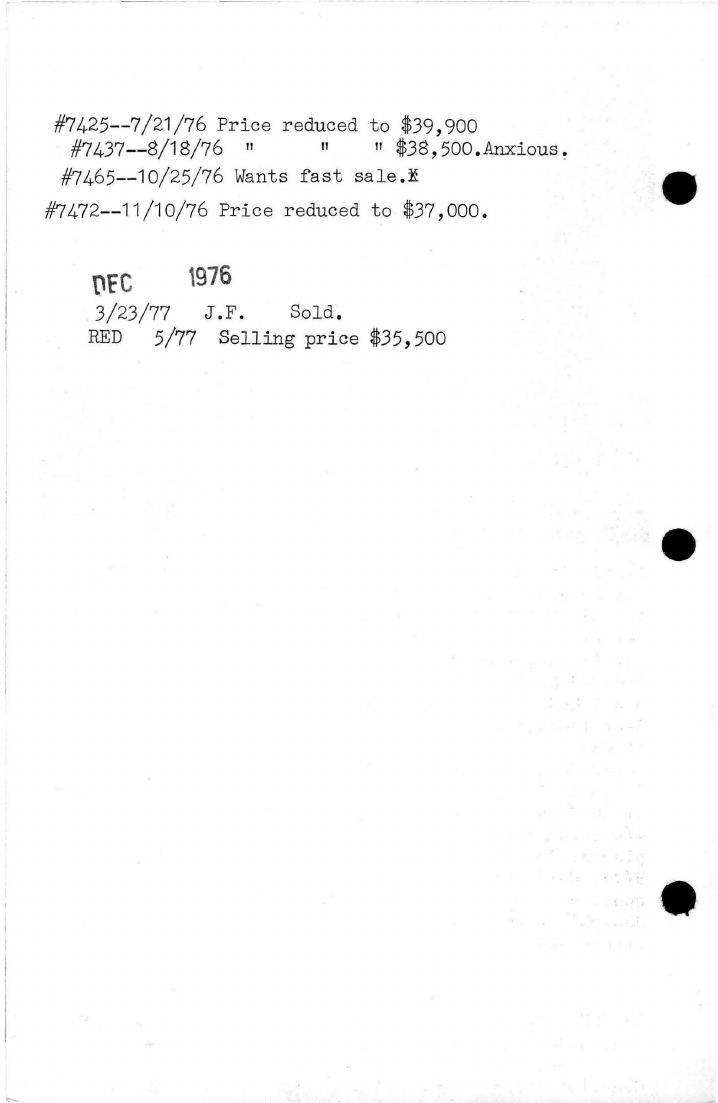 #7425--7/21/76 Price reduced to $39,900
#7437--8/18/76 " " " $38,500.Anxious.
#7465--10/25/76 Wants fast sale.
#7472--11/10/76 Price reduced to $37,000.
DEC 1976
3/23/77 J.F. Sold.
RED 5/77 Selling price $35,500